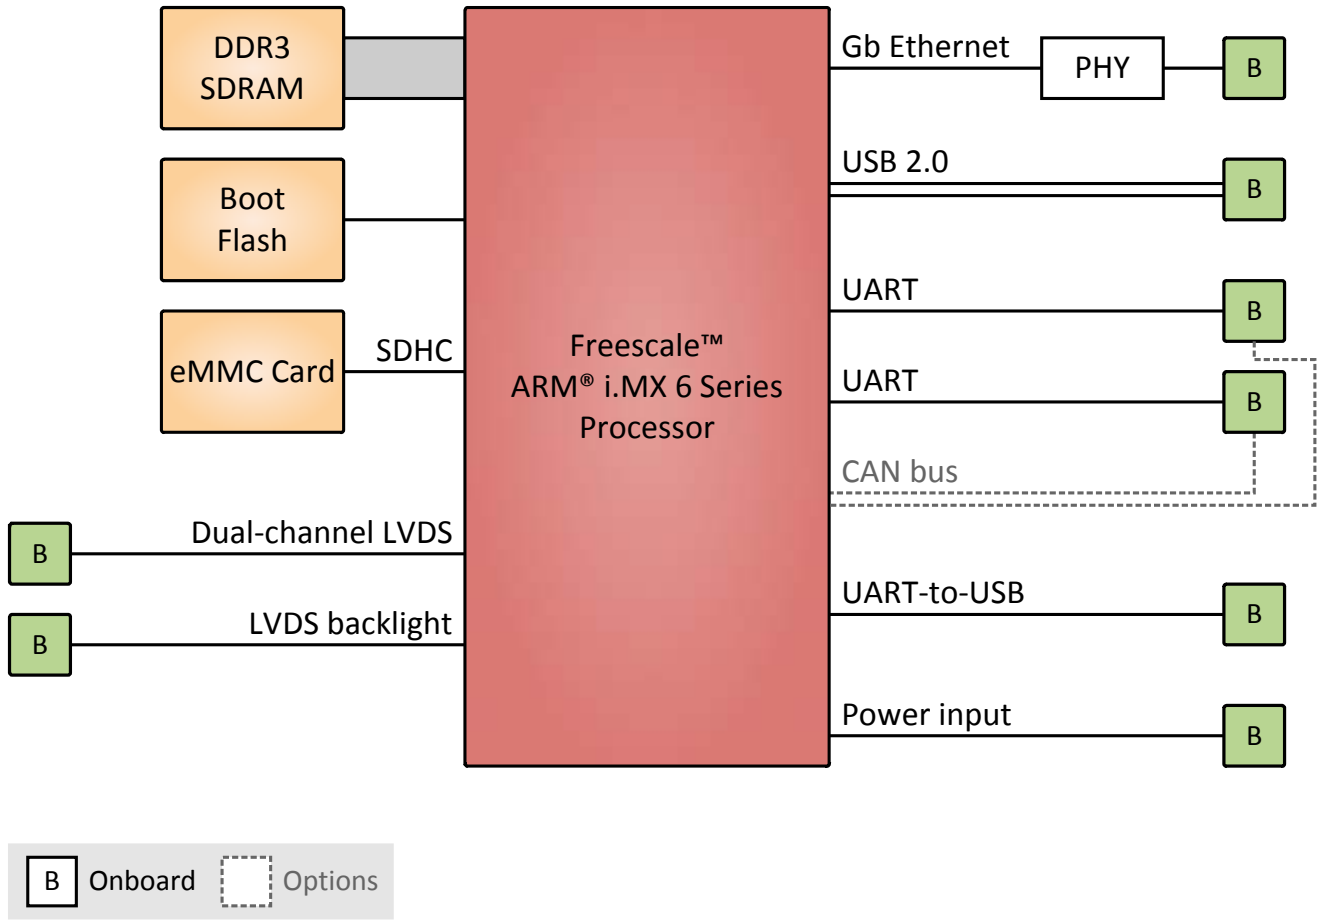 DDR3
SDRAM
Boot
Flash
eMMC Card
SDHC
Dual-channel LVDS
B
LVDS backlight
B
Freescale™
ARM® i.MX 6 Series
Processor
Gb Ethernet
PHY
B
USB 2.0
B
UART
B
UART
B
CAN bus
UART-to-USB
B
Power input
B
B Onboard
Options